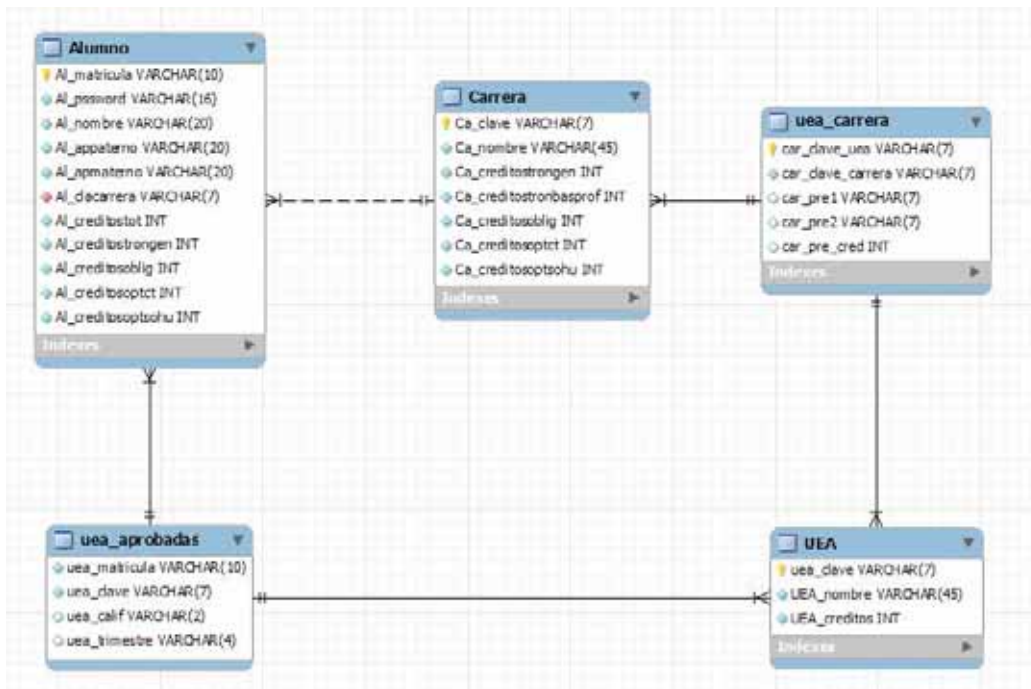 Alumno
Al_matricula VARCHAR(10)
Al_pssword VARCHAR(16)
Al_nombre VARCHAR(20)
Al_appaterno VARCHAR(20)
Al_apmaterno VARCHAR(20)
Al_clacarrera VARCHAR(7)
Al_creditostot INT
Al_creditostrongen INT
Al_creditosoblig INT
Al_creditosoptct INT
Al_creditosoptsohu INT
Indexes
Carrera
Ca_clave VARCHAR(7)
Ca_nombre VARCHAR(45)
Ca_creditostrongen INT
Ca_creditostronbasprof INT
Ca_creditosoblig INT
Ca_creditosoptct INT
Ca_creditosoptsohu INT
Indexes
uea_carrera
car_clave_uea VARCHAR(7)
car_clave_carrera VARCHAR(7)
car_pre1 VARCHAR(7)
car_pre2 VARCHAR(7)
car_pre_cred INT
Indexes
uea_aprobadas
uea_matricula VARCHAR(10)
uea_clave VARCHAR(7)
uea_calif VARCHAR(2)
uea_trimestre VARCHAR(4)
UEA
uea_clave VARCHAR(7)
UEA_nombre VARCHAR(45)
UEA_creditos INT
Indexes